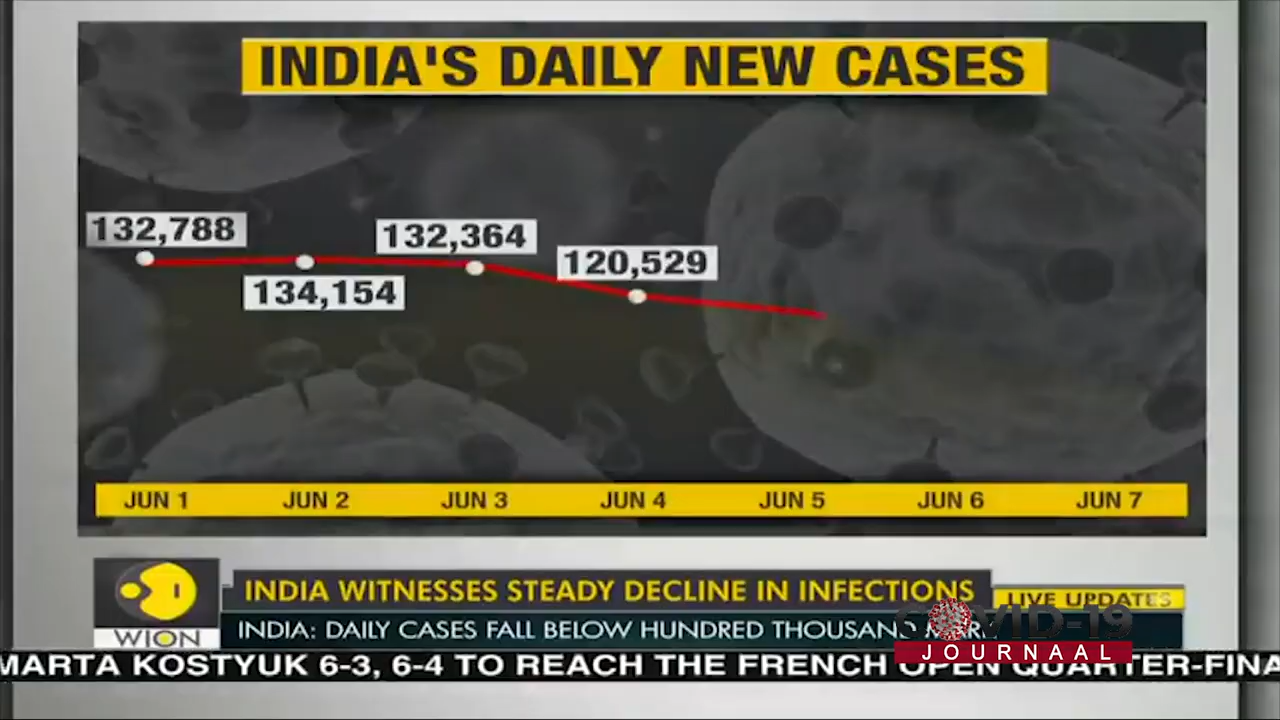 INDIA'S DAILY NEW CASES
132,788
134,154
132,364
120,529
JUN 1 JUN 2 JUN 3 JUN 4 JUN 5 JUN 6 JUN 7
INDIA WITNESSES STEADY DECLINE IN INFECTIONS
LIVE UPDATES
WION
INDIA: DAILY CASES FALL BELOW HUNDRED THOUSAND MARK
COVID-19
JOURNAAL
MARTA KOSTYUK 6-3, 6-4 TO REACH THE FRENCH OPEN QUARTER-FINA